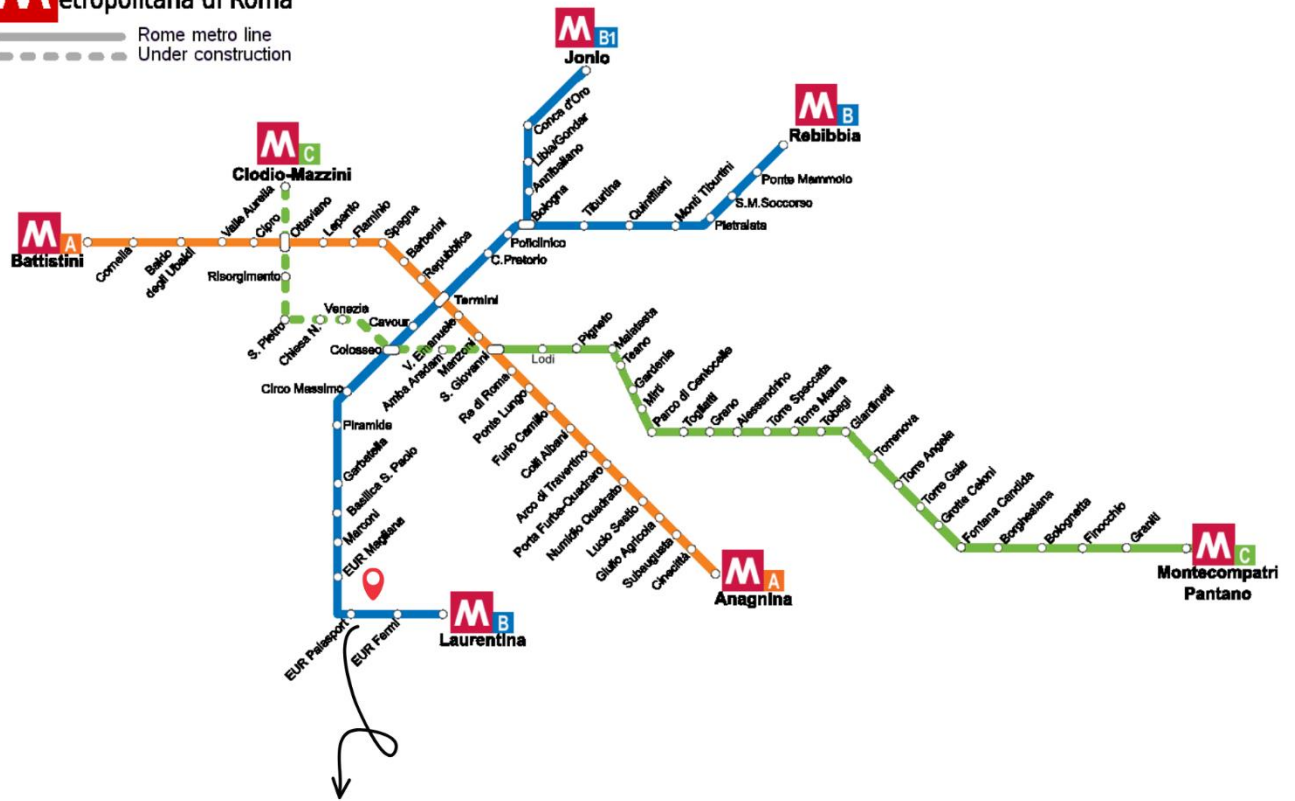 etropolitana di Roma
Rome metro line
Under construction
M B1
Jonio
Conca d'Oro
Libia/Gondar
Annibaliano
Bologna
M B
Rebibbia
Ponte Mammolo
S.M.Soccorso
Pietralata
Monti Tiburtini
Quintiliani
Tiburtina
Policlinico
C.Pretorio
M C
Clodio-Mazzini
M A
Battistini
Cornelia
Baldo
degli Ubaldi
Valle Aurelia
Cipro
Ottaviano
Lepanto
Flaminio
Spagna
Barberini
Repubblica
Termini
Risorgimento
S. Pietro
Chiesa N.
Venezia
Cavour
Colosseo
Circo Massimo
Piramide
Garbatella
Basilica S. Paolo
Marconi
EUR Magliana
EUR Palasport
EUR Fermi
M B
Laurentina
V. Emanuele
Amba Aradam
Manzoni
S. Giovanni
Re di Roma
Ponte Lungo
Furio Camillo
Colli Albani
Arco di Travertino
Porta Furba-Quadraro
Numidio Quadrato
Lucio Sestio
Giulio Agricola
Subaugusta
Cinecittà
M A
Anagnina
Lodi
Pigneto
Malatesta
Teano
Gardenie
Mirti
Parco di Centocelle
Togliatti
Grano
Alessandrino
Torre Spaccata
Torre Maura
Tobagi
Giardinetti
Torrenova
Torre Angela
Torre Gaia
Grotte Celoni
Fontana Candida
Borghesiana
Bolognetta
Finocchio
Graniti
M C
Montecompatri
Pantano